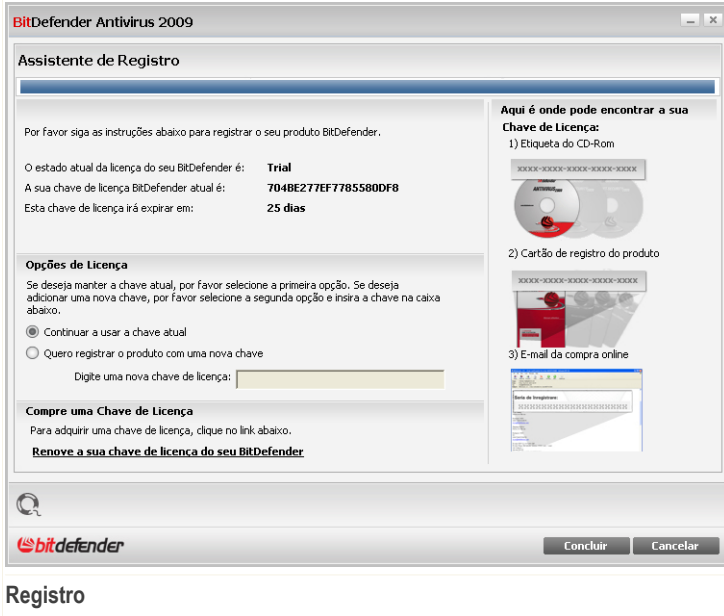 BitDefender Antivirus 2009
Assistente de Registro
Por favor siga as instruções abaixo para registrar o seu produto BitDefender.
O estado atual da licença do seu BitDefender é: Trial
A sua chave de licença BitDefender atual é: 704BE277EF7785580DF8
Esta chave de licença irá expirar em: 25 dias
Opções de Licença
Se deseja manter a chave atual, por favor selecione a primeira opção. Se deseja
adicionar uma nova chave, por favor selecione a segunda opção e insira a chave na caixa
abaixo.
Continuar a usar a chave atual
Quero registrar o produto com uma nova chave
Digite uma nova chave de licença:
Compre uma Chave de Licença
Para adquirir uma chave de licença, clique no link abaixo.
Renove a sua chave de licença do seu BitDefender
Aqui é onde pode encontrar a sua
Chave de Licença:
1) Etiqueta do CD-Rom
XXXX-XXXX-XXXX-XXXX-XXXX
ANTIVIRUS
2) Cartão de registro do produto
XXXX-XXXX-XXXX-XXXX-XXXX
3) E-mail da compra online
bitdefender
Concluir
Cancelar
Registro